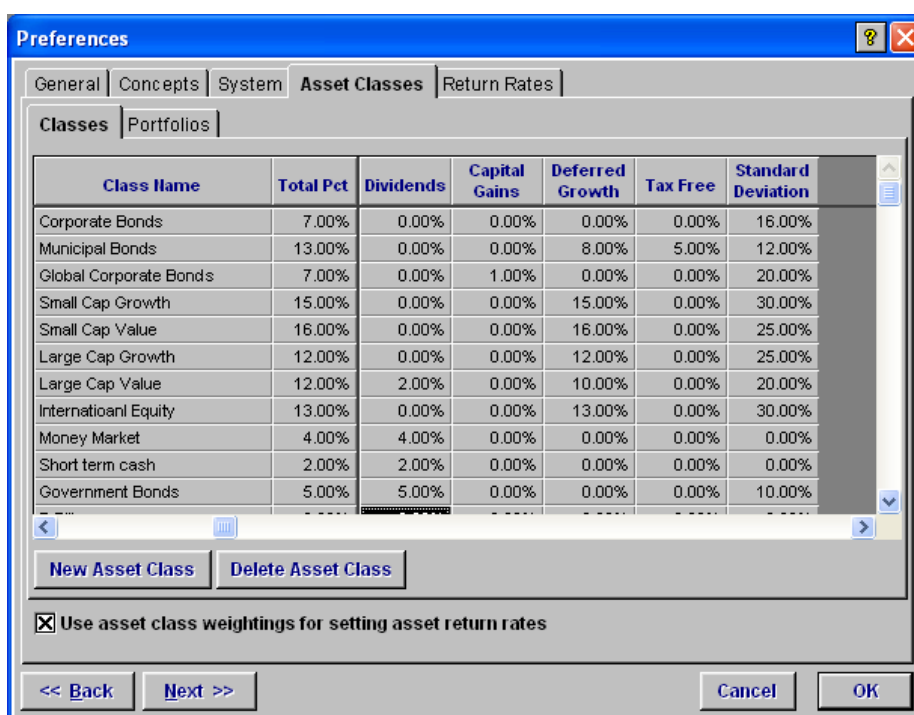 Preferences
General Concepts System Asset Classes Return Rates
Classes Portfolios
Class Name Total Pct Dividends Capital Gains Deferred Growth Tax Free Standard Deviation
Corporate Bonds 7.00% 0.00% 0.00% 0.00% 0.00% 16.00%
Municipal Bonds 13.00% 0.00% 0.00% 8.00% 5.00% 12.00%
Global Corporate Bonds 7.00% 0.00% 1.00% 0.00% 0.00% 20.00%
Small Cap Growth 15.00% 0.00% 0.00% 15.00% 0.00% 30.00%
Small Cap Value 16.00% 0.00% 0.00% 16.00% 0.00% 25.00%
Large Cap Growth 12.00% 0.00% 0.00% 12.00% 0.00% 25.00%
Large Cap Value 12.00% 2.00% 0.00% 10.00% 0.00% 20.00%
Internatioanl Equity 13.00% 0.00% 0.00% 13.00% 0.00% 30.00%
Money Market 4.00% 4.00% 0.00% 0.00% 0.00% 0.00%
Short term cash 2.00% 2.00% 0.00% 0.00% 0.00% 0.00%
Government Bonds 5.00% 5.00% 0.00% 0.00% 0.00% 10.00%
New Asset Class Delete Asset Class
Use asset class weightings for setting asset return rates
<< Back Next >> Cancel OK